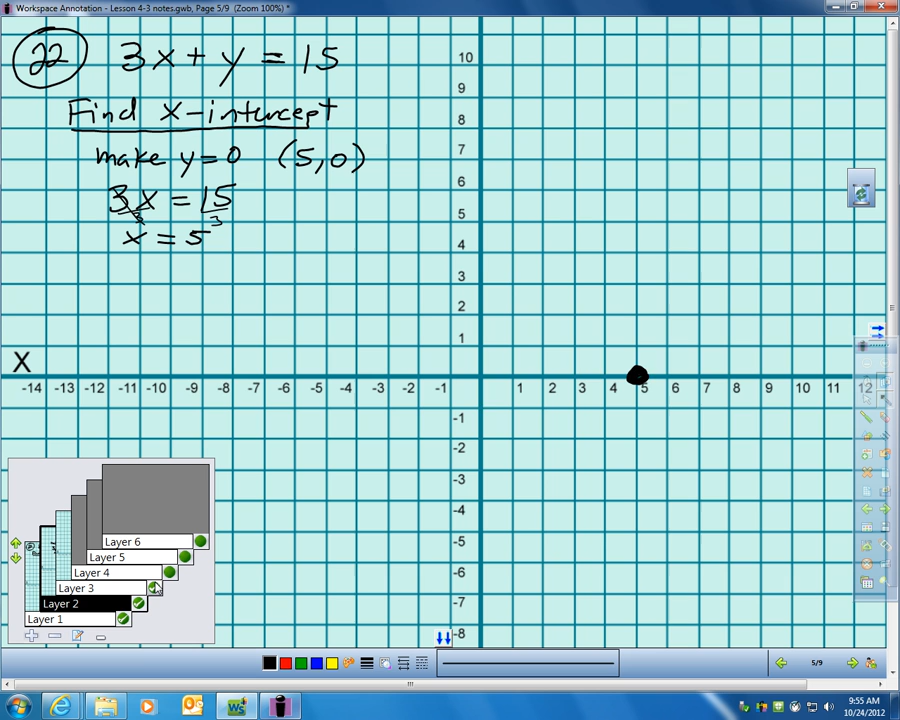 Workspace Annotation - Lesson 4-3 notes.gwb, Page 5/9 (Zoom 100%) *
22 3x + y = 15
Find x-intercept
make y = 0 (5, 0)
3x = 15
3 3
x = 5
10
9
8
7
6
5
4
3
2
1
X
-14 -13 -12 -11 -10 -9 -8 -7 -6 -5 -4 -3 -2 -1 1 2 3 4 5 6 7 8 9 10 11 12
-1
-2
-3
-4
-5
-6
-7
-8
Layer 6
Layer 5
Layer 4
Layer 3
Layer 2
Layer 1
5/9
9:55 AM
10/24/2012